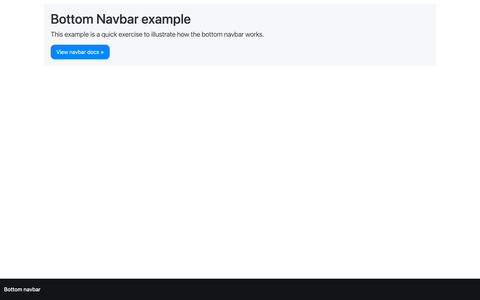 Bottom Navbar example
This example is a quick exercise to illustrate how the bottom navbar works.
View navbar docs »
Bottom navbar